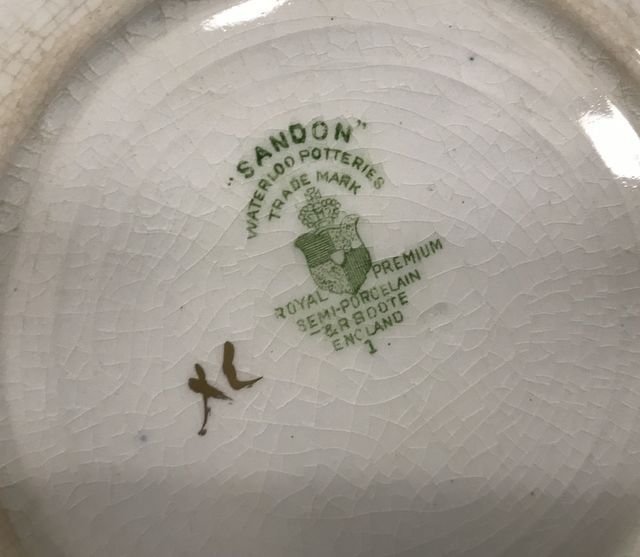 "SANDON"
WATERLOO POTTERIES
TRADE MARK
ROYAL PREMIUM
SEMI-PORCELAIN
T&R BOOTE
ENGLAND
1